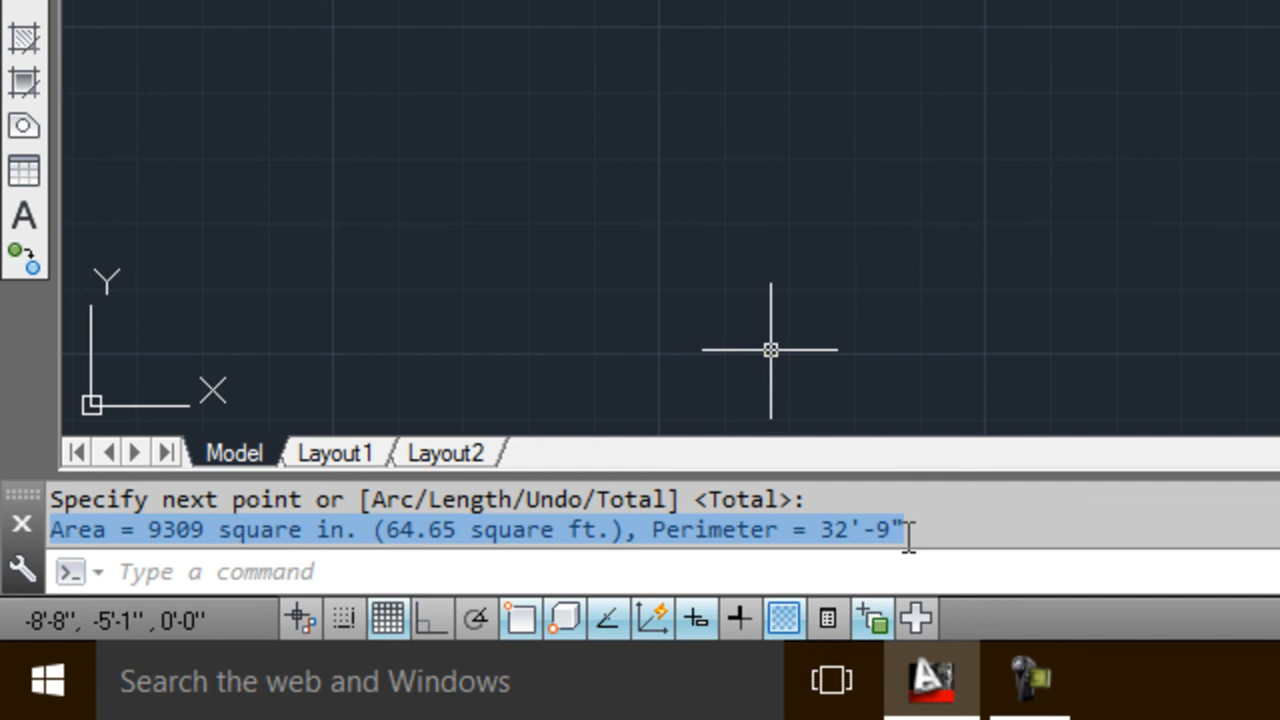 A
Y
X
Model Layout1 Layout2
Specify next point or [Arc/Length/Undo/Total] <Total>:
Area = 9309 square in. (64.65 square ft.), Perimeter = 32'-9"
Type a command
-8'-8", -5'-1" , 0'-0"
Search the web and Windows